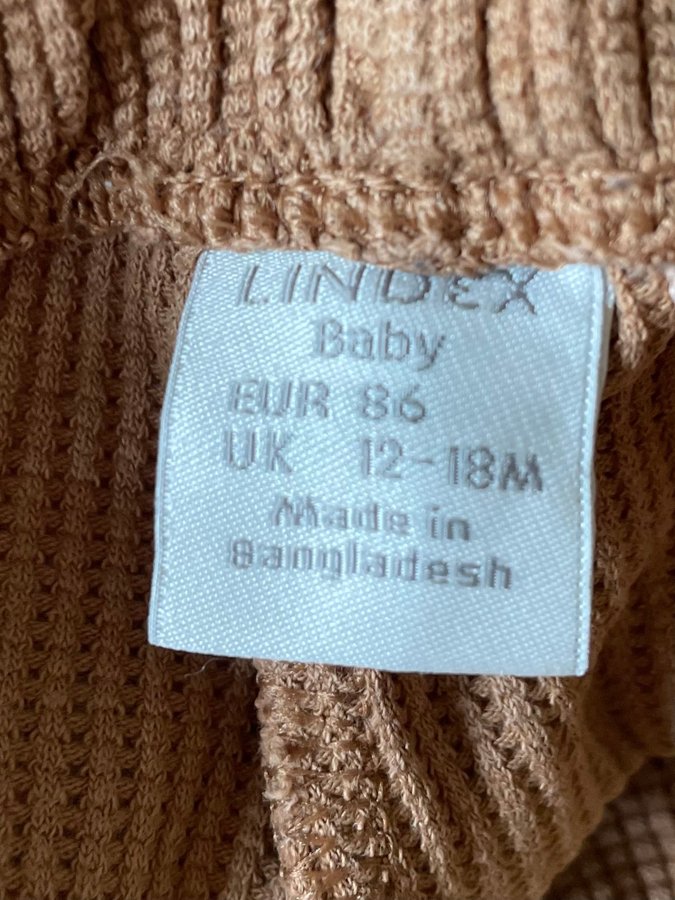 LINDEX
Baby
EUR 86
UK 12-18M
Made in
Bangladesh